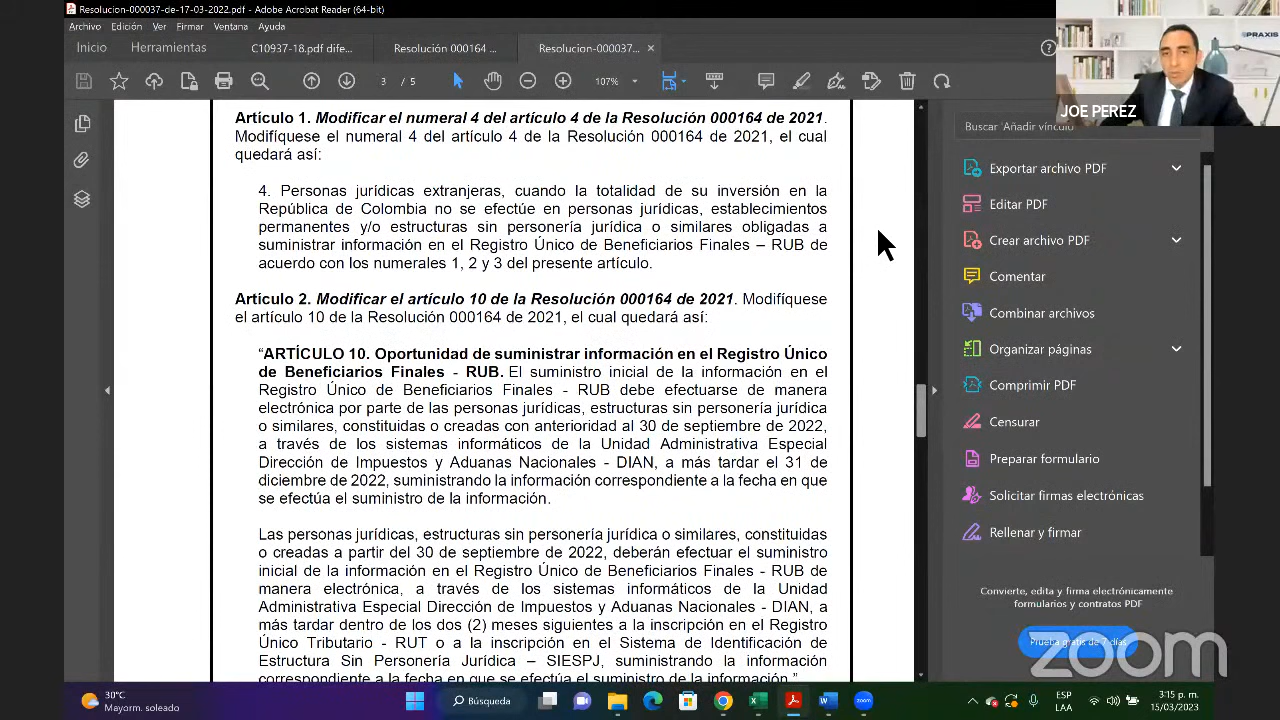 Resolucion-000037-de-17-03-2022.pdf - Adobe Acrobat Reader (64-bit)
Archivo Edición Ver Firmar Ventana Ayuda
Inicio Herramientas C10937-18.pdf dife... Resolución 000164 ... Resolucion-000037... ×
3 / 5 107%
PRAXIS
JOE PEREZ
Artículo 1. Modificar el numeral 4 del artículo 4 de la Resolución 000164 de 2021.
Modifíquese el numeral 4 del artículo 4 de la Resolución 000164 de 2021, el cual
quedará así:
4. Personas jurídicas extranjeras, cuando la totalidad de su inversión en la
República de Colombia no se efectúe en personas jurídicas, establecimientos
permanentes y/o estructuras sin personería jurídica o similares obligadas a
suministrar información en el Registro Único de Beneficiarios Finales – RUB de
acuerdo con los numerales 1, 2 y 3 del presente artículo.
Artículo 2. Modificar el artículo 10 de la Resolución 000164 de 2021. Modifíquese
el artículo 10 de la Resolución 000164 de 2021, el cual quedará así:
“ARTÍCULO 10. Oportunidad de suministrar información en el Registro Único
de Beneficiarios Finales - RUB. El suministro inicial de la información en el
Registro Único de Beneficiarios Finales - RUB debe efectuarse de manera
electrónica por parte de las personas jurídicas, estructuras sin personería jurídica
o similares, constituidas o creadas con anterioridad al 30 de septiembre de 2022,
a través de los sistemas informáticos de la Unidad Administrativa Especial
Dirección de Impuestos y Aduanas Nacionales - DIAN, a más tardar el 31 de
diciembre de 2022, suministrando la información correspondiente a la fecha en que
se efectúa el suministro de la información.
Las personas jurídicas, estructuras sin personería jurídica o similares, constituidas
o creadas a partir del 30 de septiembre de 2022, deberán efectuar el suministro
inicial de la información en el Registro Único de Beneficiarios Finales - RUB de
manera electrónica, a través de los sistemas informáticos de la Unidad
Administrativa Especial Dirección de Impuestos y Aduanas Nacionales - DIAN, a
más tardar dentro de los dos (2) meses siguientes a la inscripción en el Registro
Único Tributario - RUT o a la inscripción en el Sistema de Identificación de
Estructura Sin Personería Jurídica – SIESPJ, suministrando la información
correspondiente a la fecha en que se efectúa el suministro de la información.”
Buscar 'Añadir vínculo'
Exportar archivo PDF
Editar PDF
Crear archivo PDF
Comentar
Combinar archivos
Organizar páginas
Comprimir PDF
Censurar
Preparar formulario
Solicitar firmas electrónicas
Rellenar y firmar
Convierte, edita y firma electrónicamente
formularios y contratos PDF
Prueba gratis de 7 días
zoom
30°C
Mayorm. soleado
Búsqueda
zoom
ESP
LAA
3:15 p. m.
15/03/2023